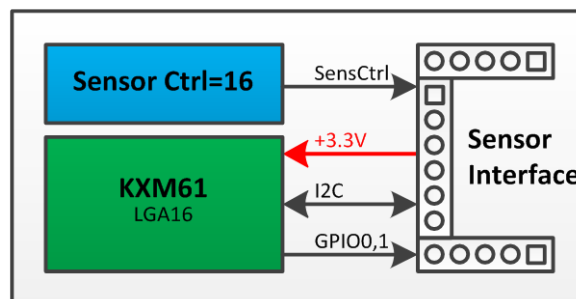 Sensor Ctrl=16
SensCtrl
+3.3V
KXM61
LGA16
I2C
GPIO0,1
Sensor
Interface